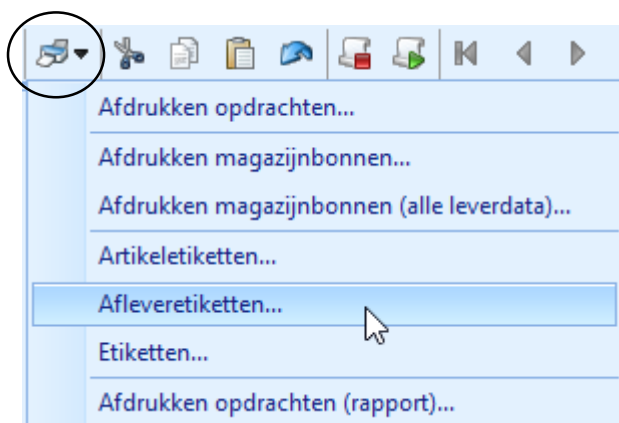 Afdrukken opdrachten...
Afdrukken magazijnbonnen...
Afdrukken magazijnbonnen (alle leverdata)...
Artikeletiketten...
Afleveretiketten...
Etiketten...
Afdrukken opdrachten (rapport)...